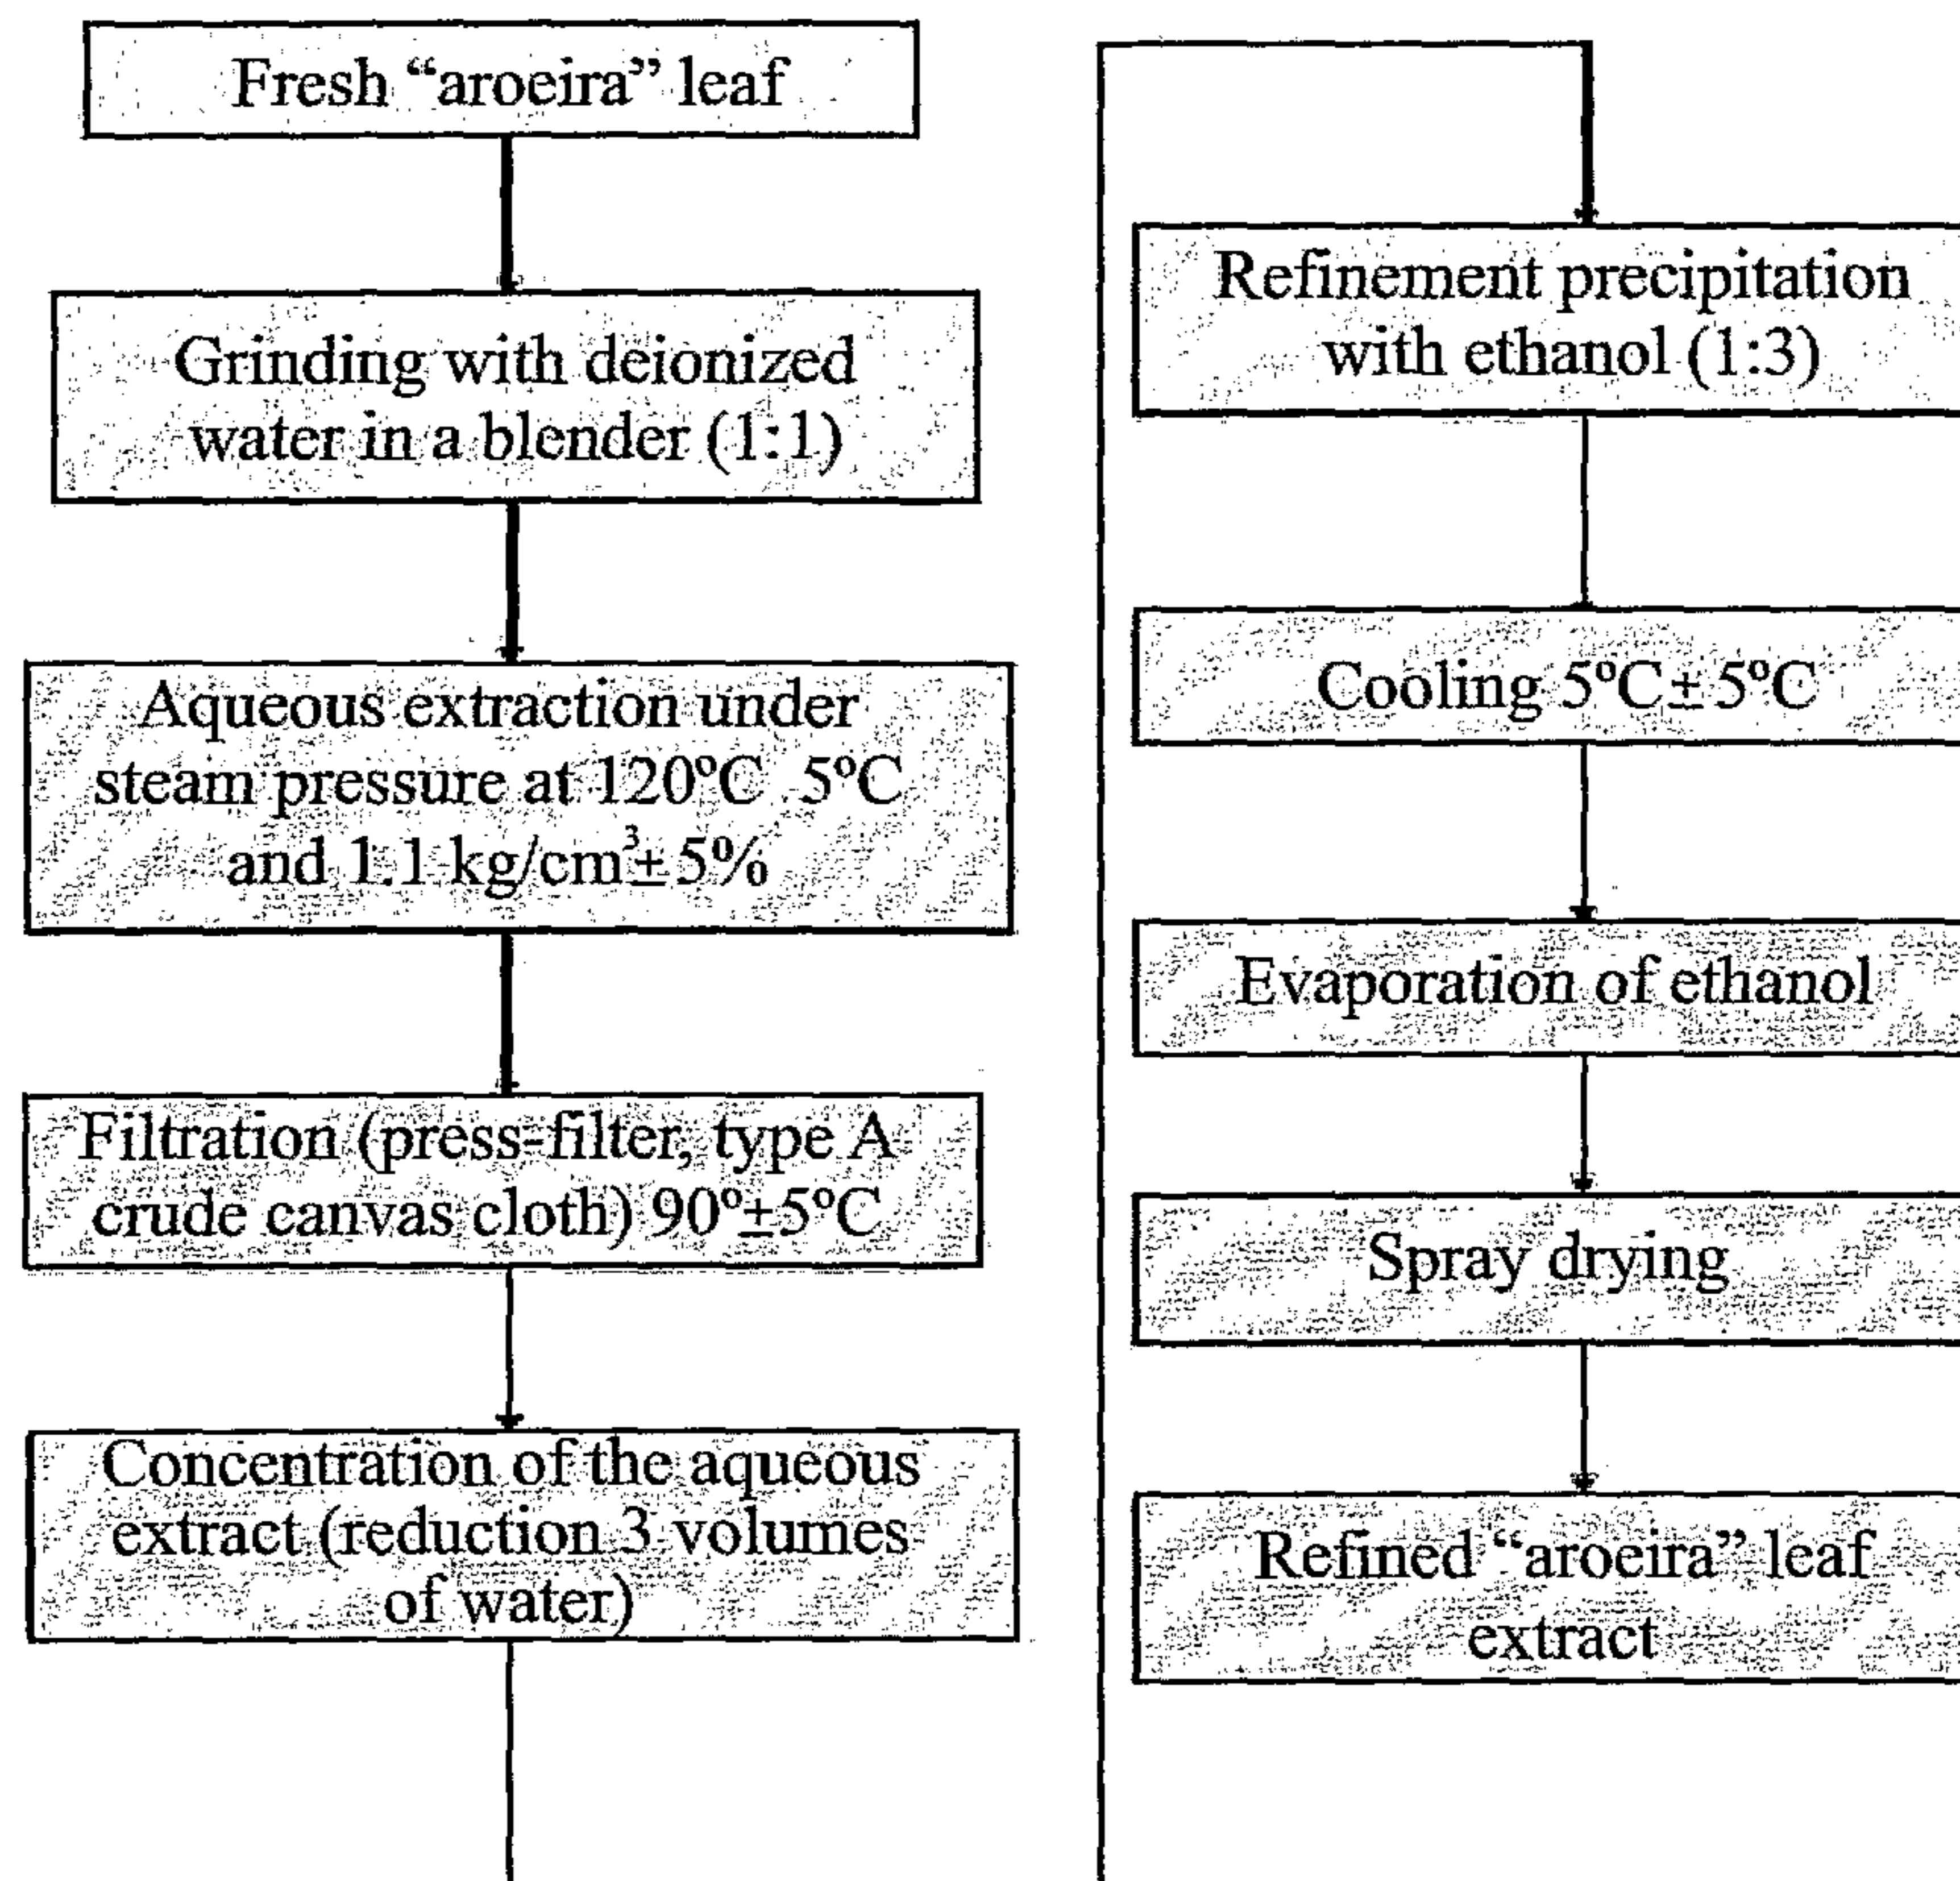 Fresh “aroeira” leaf
Grinding with deionized
water in a blender (1:1)
Aqueous extraction under
steam pressure at 120ºC 5ºC
and 1.1 kg/cm³± 5%
Filtration (press-filter, type A
crude canvas cloth) 90º±5ºC
Concentration of the aqueous
extract (reduction 3 volumes
of water)
Refinement precipitation
with ethanol (1:3)
Cooling 5ºC± 5ºC
Evaporation of ethanol
Spray drying
Refined “aroeira” leaf
extract